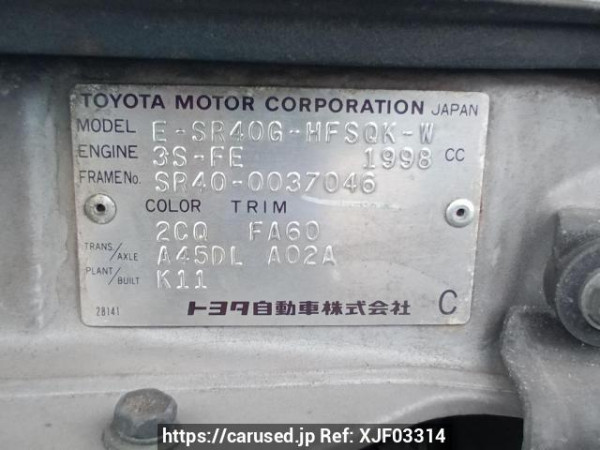 TOYOTA MOTOR CORPORATION JAPAN
MODEL E-SR40G-HFSQK-W
ENGINE 3S-FE 1998 CC
FRAME No. SR40-0037046
COLOR TRIM
2CQ FA60
TRANS./AXLE A45DL A02A
PLANT/BUILT K11
28141 トヨタ自動車株式会社 C
https://carused.jp Ref: XJF03314